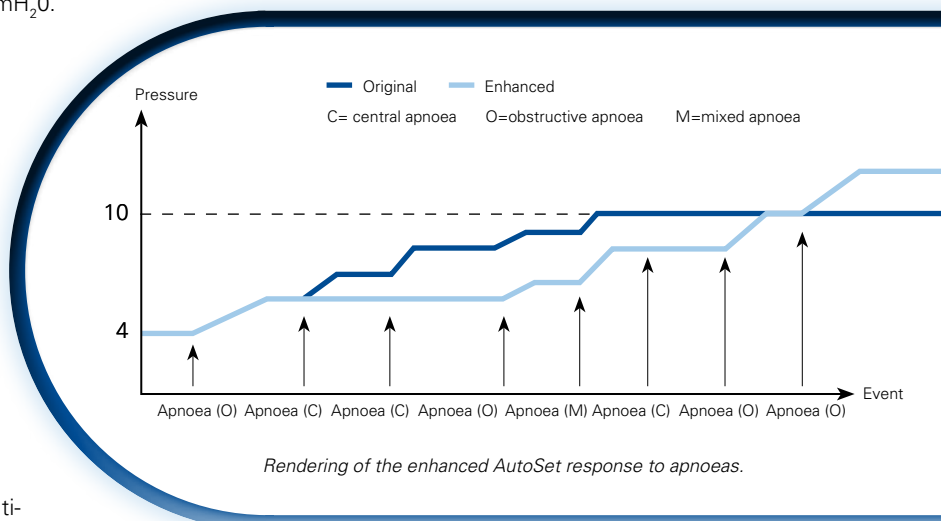 mH₂0.
Original Enhanced
Pressure
C= central apnoea O=obstructive apnoea M=mixed apnoea
10
4
Event
Apnoea (O) Apnoea (C) Apnoea (C) Apnoea (O) Apnoea (M) Apnoea (C) Apnoea (O) Apnoea (O)
Rendering of the enhanced AutoSet response to apnoeas.
ti-